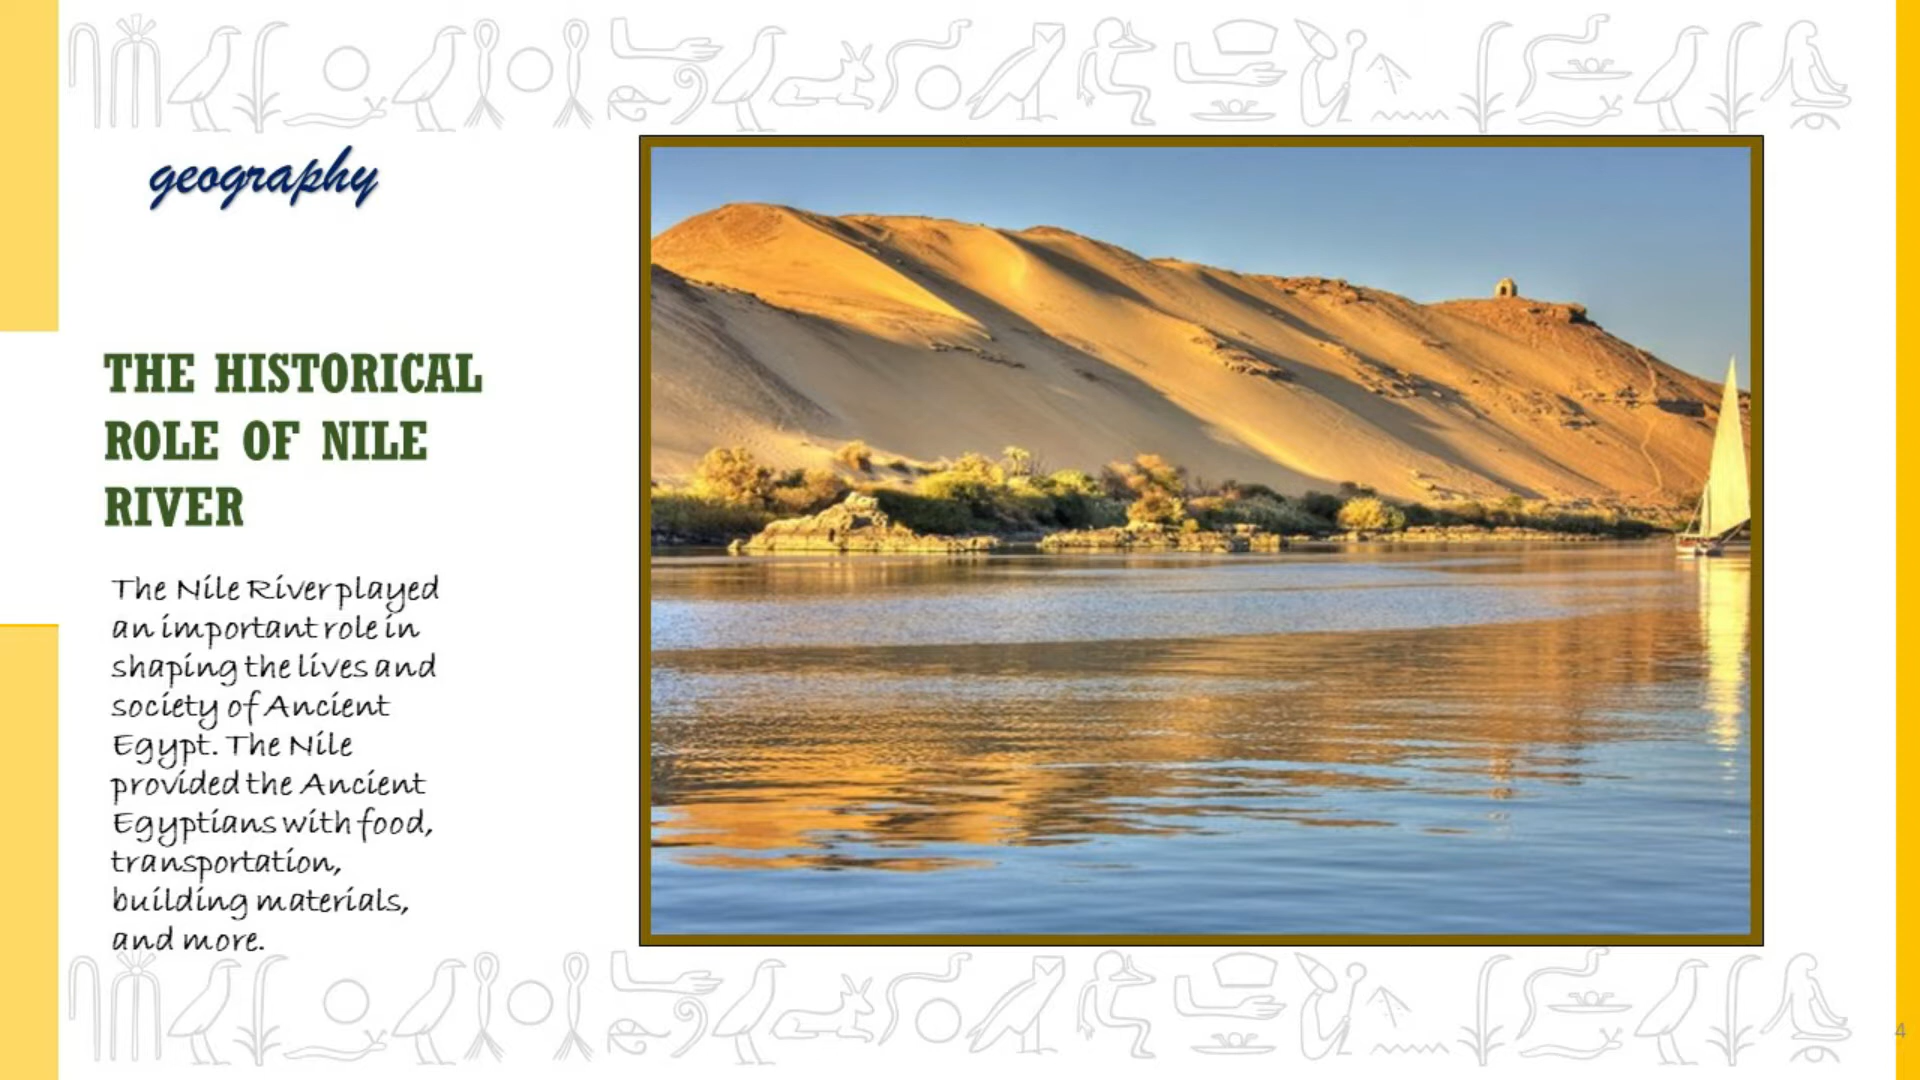 geography
THE HISTORICAL
ROLE OF NILE
RIVER
The Nile River played
an important role in
shaping the lives and
society of Ancient
Egypt. The Nile
provided the Ancient
Egyptians with food,
transportation,
building materials,
and more.
4